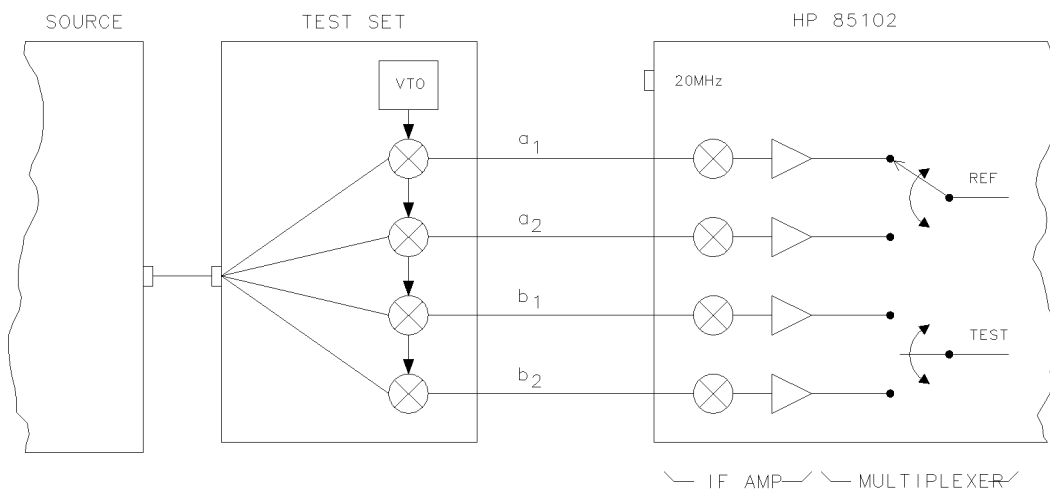 SOURCE
TEST SET
HP 85102
VTO
20MHz
a1
REF
a2
b1
TEST
b2
IF AMP
MULTIPLEXER